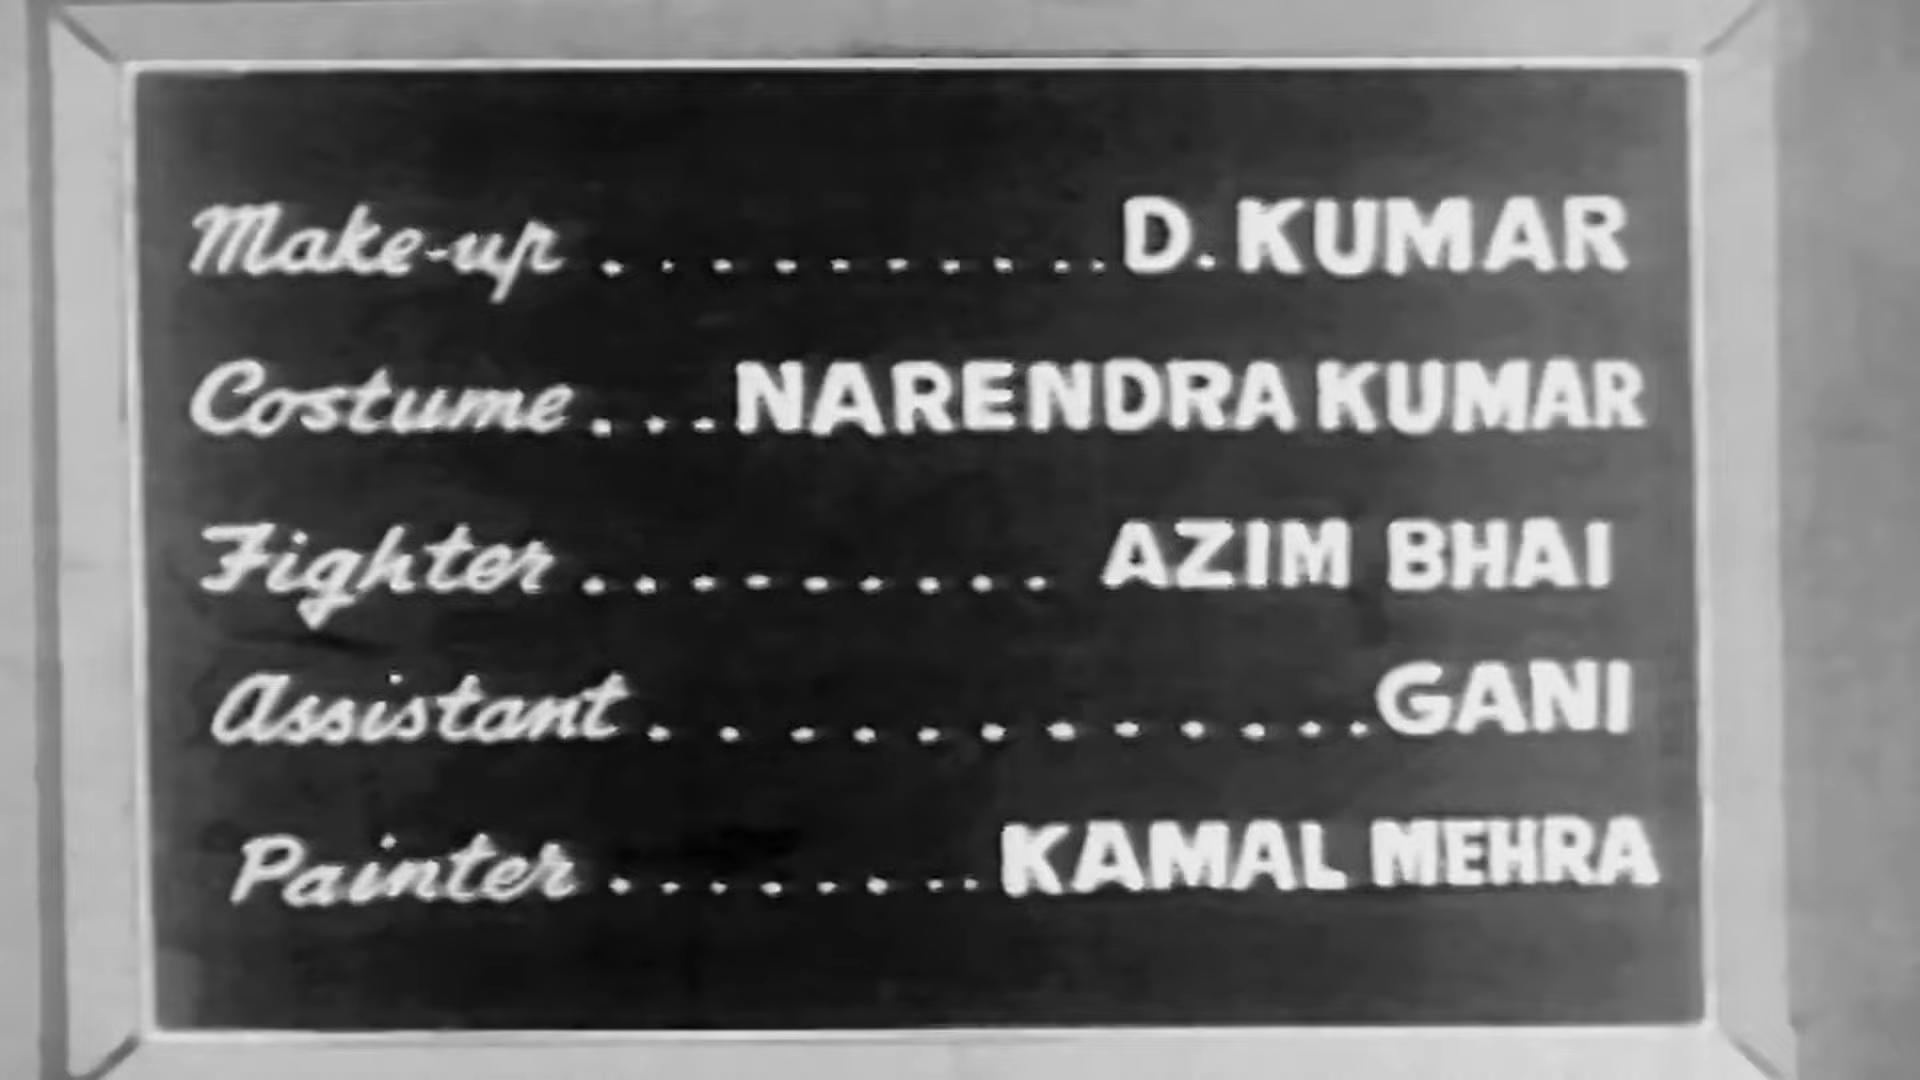 Make-up . . . . . . . . . . D. KUMAR
Costume . . . NARENDRA KUMAR
Fighter . . . . . . . . . AZIM BHAI
Assistant . . . . . . . . . . . . GANI
Painter . . . . . . . . KAMAL MEHRA